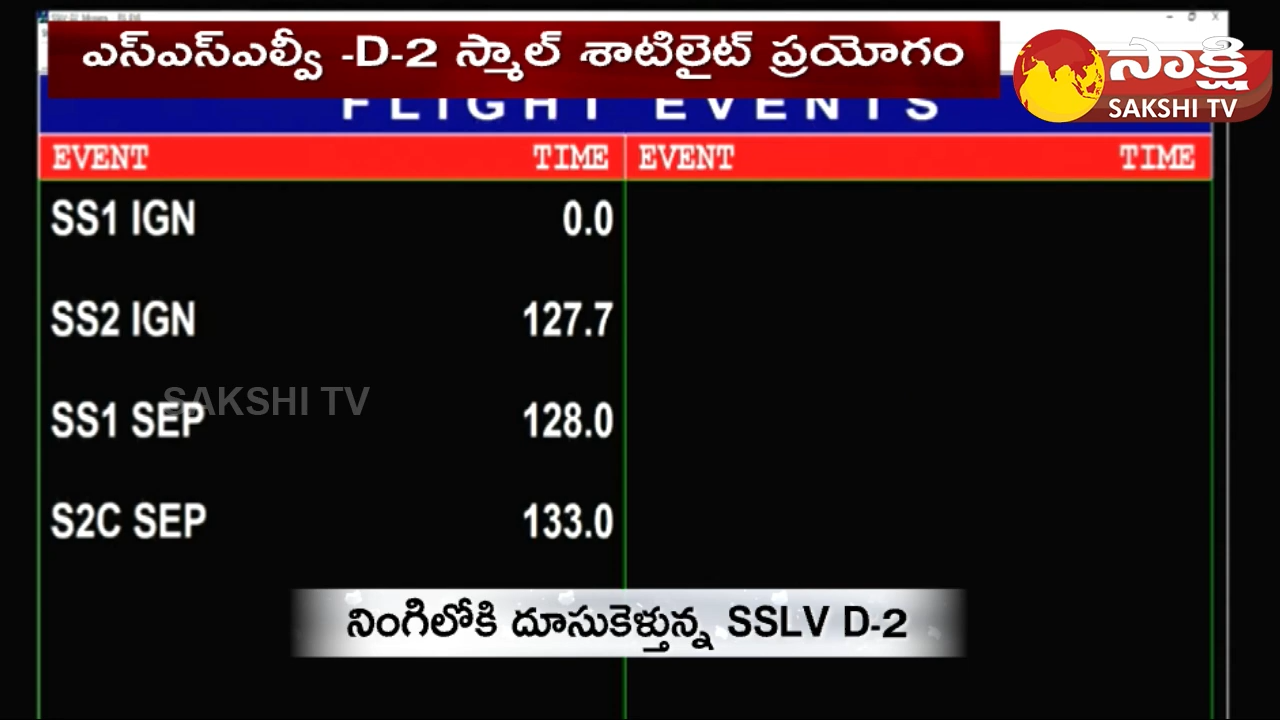 ఎస్ఎస్ఎల్వీ -D-2 స్మాల్ శాటిలైట్ ప్రయోగం
సాక్షి
SAKSHI TV
FLIGHT EVENTS
EVENT TIME EVENT TIME
SS1 IGN 0.0
SS2 IGN 127.7
SAKSHI TV
SS1 SEP 128.0
S2C SEP 133.0
నింగిలోకి దూసుకెళ్తున్న SSLV D-2